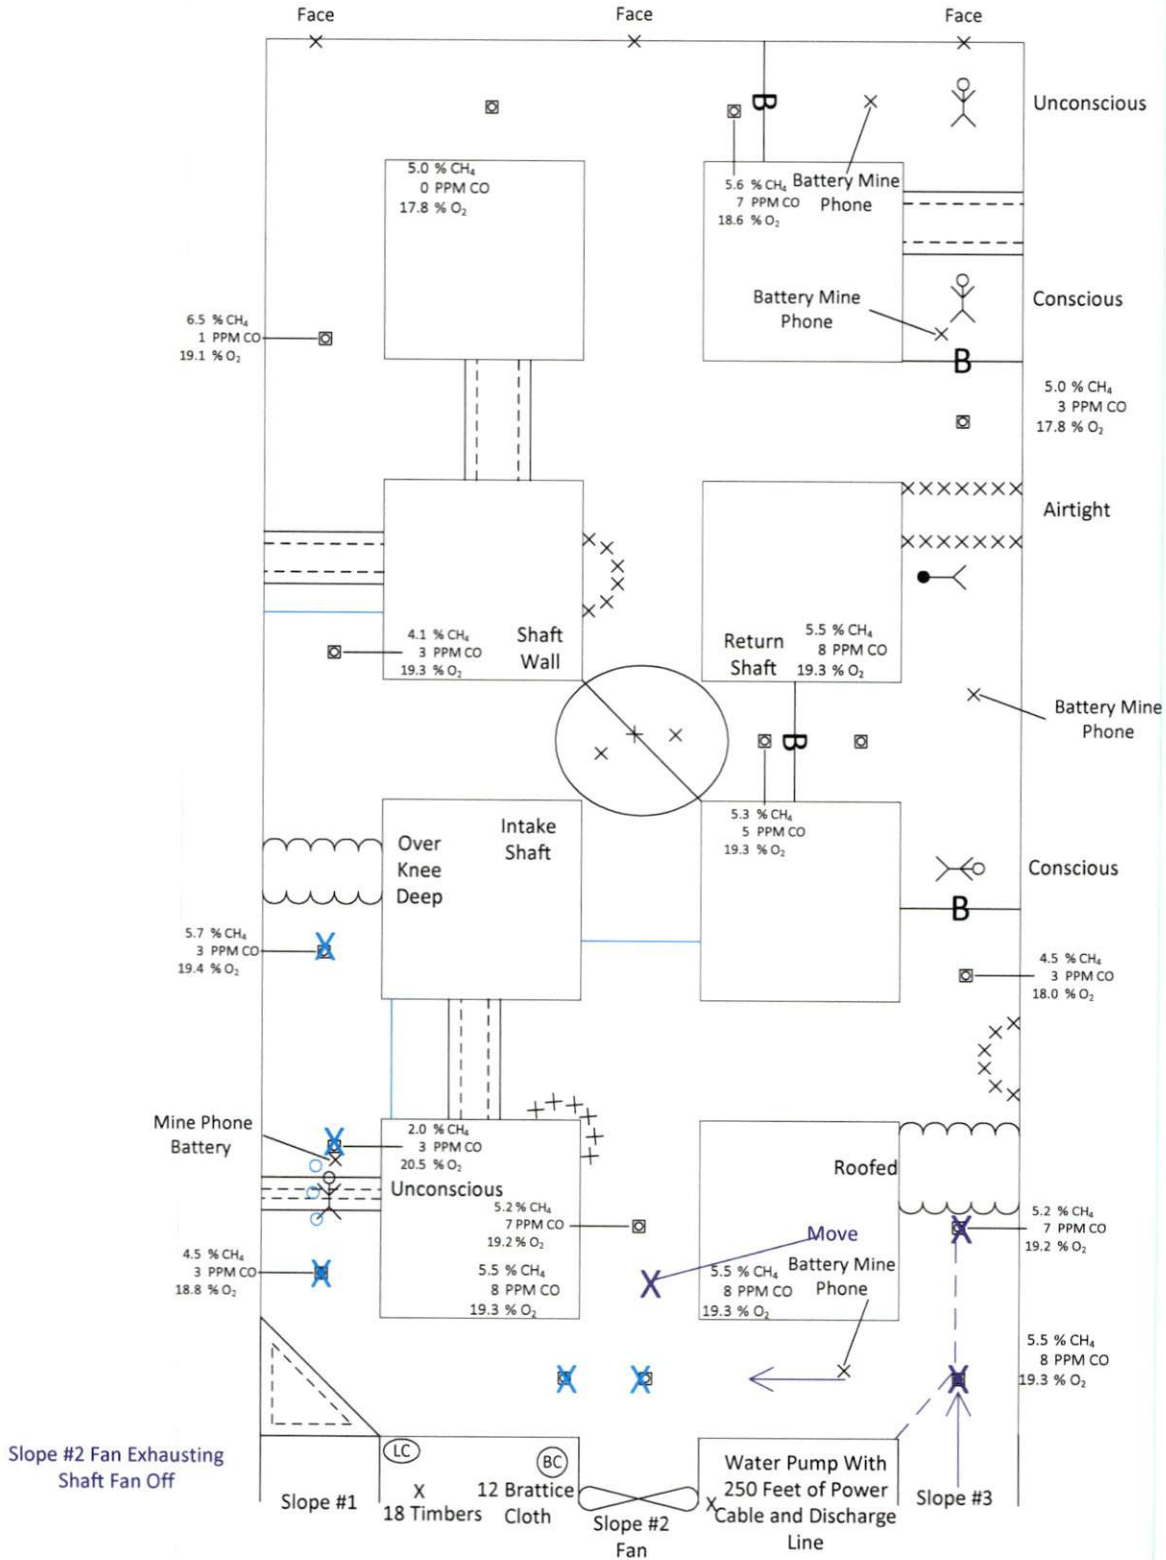 Face
Face
Face
Unconscious
B
5.0 % CH₄
0 PPM CO
17.8 % O₂
5.6 % CH₄
7 PPM CO
18.6 % O₂
Battery Mine
Phone
Battery Mine
Phone
Conscious
6.5 % CH₄
1 PPM CO
19.1 % O₂
B
5.0 % CH₄
3 PPM CO
17.8 % O₂
Airtight
4.1 % CH₄
3 PPM CO
19.3 % O₂
Shaft
Wall
Return
Shaft
5.5 % CH₄
8 PPM CO
19.3 % O₂
Battery Mine
Phone
B
5.3 % CH₄
5 PPM CO
19.3 % O₂
Over
Knee
Deep
Intake
Shaft
Conscious
B
5.7 % CH₄
3 PPM CO
19.4 % O₂
4.5 % CH₄
3 PPM CO
18.0 % O₂
Mine Phone
Battery
2.0 % CH₄
3 PPM CO
20.5 % O₂
Unconscious
Roofed
5.2 % CH₄
7 PPM CO
19.2 % O₂
5.2 % CH₄
7 PPM CO
19.2 % O₂
Move
4.5 % CH₄
3 PPM CO
18.8 % O₂
5.5 % CH₄
8 PPM CO
19.3 % O₂
5.5 % CH₄
8 PPM CO
19.3 % O₂
Battery Mine
Phone
5.5 % CH₄
8 PPM CO
19.3 % O₂
Slope #2 Fan Exhausting
Shaft Fan Off
Slope #1
LC
X
18 Timbers
BC
12 Brattice
Cloth
Slope #2
Fan
X
Water Pump With
250 Feet of Power
Cable and Discharge
Line
Slope #3